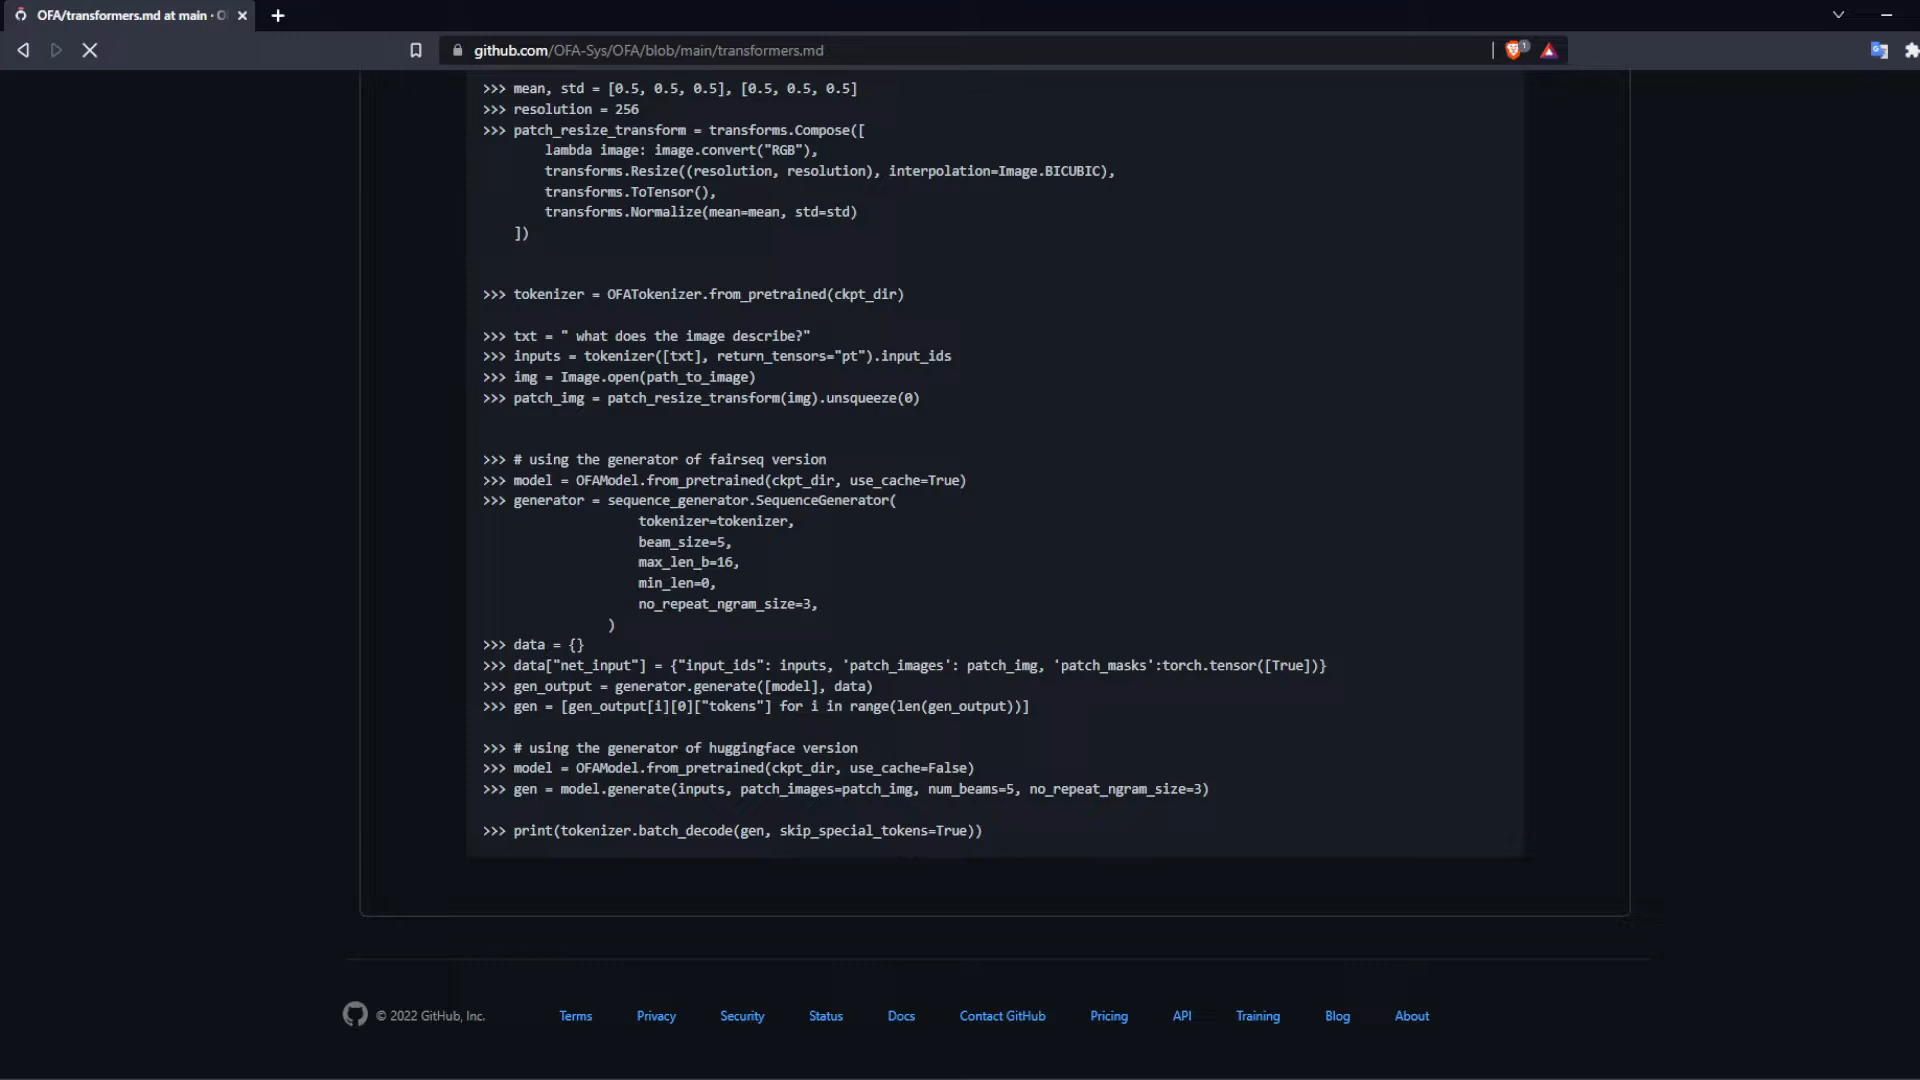 OFA/transformers.md at main · O
github.com/OFA-Sys/OFA/blob/main/transformers.md
1
>>> mean, std = [0.5, 0.5, 0.5], [0.5, 0.5, 0.5]
>>> resolution = 256
>>> patch_resize_transform = transforms.Compose([
lambda image: image.convert("RGB"),
transforms.Resize((resolution, resolution), interpolation=Image.BICUBIC),
transforms.ToTensor(),
transforms.Normalize(mean=mean, std=std)
])
>>> tokenizer = OFATokenizer.from_pretrained(ckpt_dir)
>>> txt = " what does the image describe?"
>>> inputs = tokenizer([txt], return_tensors="pt").input_ids
>>> img = Image.open(path_to_image)
>>> patch_img = patch_resize_transform(img).unsqueeze(0)
>>> # using the generator of fairseq version
>>> model = OFAModel.from_pretrained(ckpt_dir, use_cache=True)
>>> generator = sequence_generator.SequenceGenerator(
tokenizer=tokenizer,
beam_size=5,
max_len_b=16,
min_len=0,
no_repeat_ngram_size=3,
)
>>> data = {}
>>> data["net_input"] = {"input_ids": inputs, 'patch_images': patch_img, 'patch_masks':torch.tensor([True])}
>>> gen_output = generator.generate([model], data)
>>> gen = [gen_output[i][0]["tokens"] for i in range(len(gen_output))]
>>> # using the generator of huggingface version
>>> model = OFAModel.from_pretrained(ckpt_dir, use_cache=False)
>>> gen = model.generate(inputs, patch_images=patch_img, num_beams=5, no_repeat_ngram_size=3)
>>> print(tokenizer.batch_decode(gen, skip_special_tokens=True))
© 2022 GitHub, Inc. Terms Privacy Security Status Docs Contact GitHub Pricing API Training Blog About